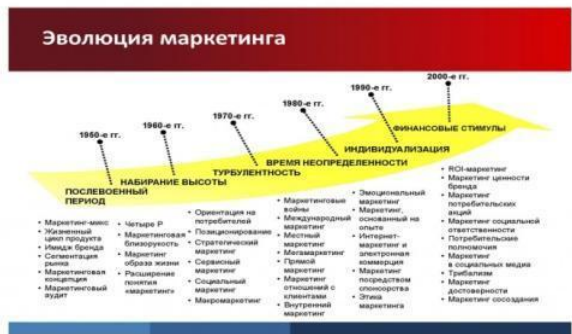 Эволюция маркетинга
1950-е гг.
1960-е гг.
1970-е гг.
1980-е гг.
1990-е гг.
2000-е гг.
ПОСЛЕВОЕННЫЙ
ПЕРИОД
НАБИРАНИЕ ВЫСОТЫ
ТУРБУЛЕНТНОСТЬ
ВРЕМЯ НЕОПРЕДЕЛЕННОСТИ
ИНДИВИДУАЛИЗАЦИЯ
ФИНАНСОВЫЕ СТИМУЛЫ
• Маркетинг-микс
• Жизненный
цикл продукта
• Имидж бренда
• Сегментация
рынка
• Маркетинговая
концепция
• Маркетинговый
аудит
• Четыре Р
• Маркетинговая
близорукость
• Маркетинг
образа жизни
• Расширение
понятия
«маркетинг»
• Ориентация на
потребителей
• Позиционирование
• Стратегический
маркетинг
• Сервисный
маркетинг
• Социальный
маркетинг
• Макромаркетинг
• Маркетинговые
войны
• Международный
маркетинг
• Местный
маркетинг
• Мегамаркетинг
• Прямой
маркетинг
• Маркетинг
отношений с
клиентами
• Внутренний
маркетинг
• Эмоциональный
маркетинг
• Маркетинг,
основанный на
опыте
• Интернет-
маркетинг и
электронная
коммерция
• Маркетинг
посредством
спонсорства
• Этика
маркетинга
• ROI-маркетинг
• Маркетинг ценности
бренда
• Маркетинг
потребительских
акций
• Маркетинг социальной
ответственности
• Потребительские
полномочия
• Маркетинг
в социальных медиа
• Трибализм
• Маркетинг
достоверности
• Маркетинг сосоздания